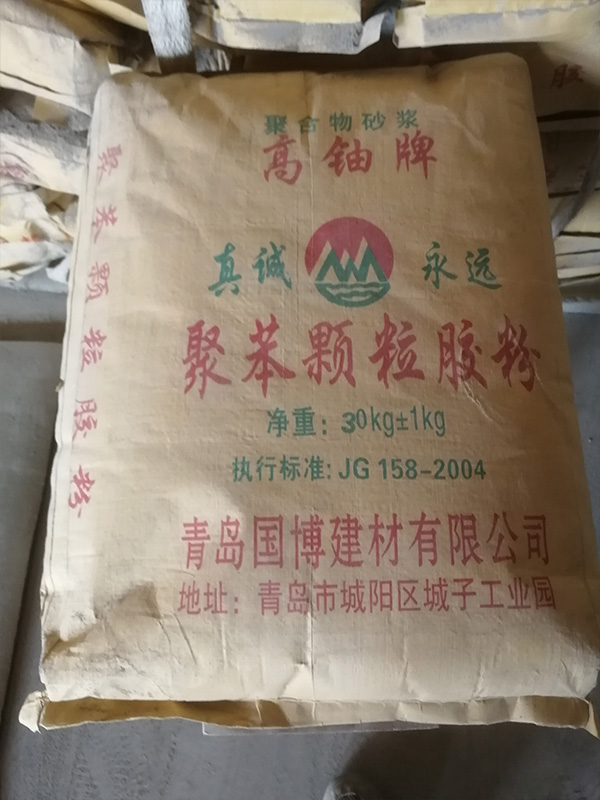 聚合物砂浆
高铀牌
真诚 永远
聚苯颗粒胶粉
净重：30kg±1kg
执行标准：JG 158-2004
青岛国博建材有限公司
地址：青岛市城阳区城子工业园
聚苯颗粒胶粉
胶